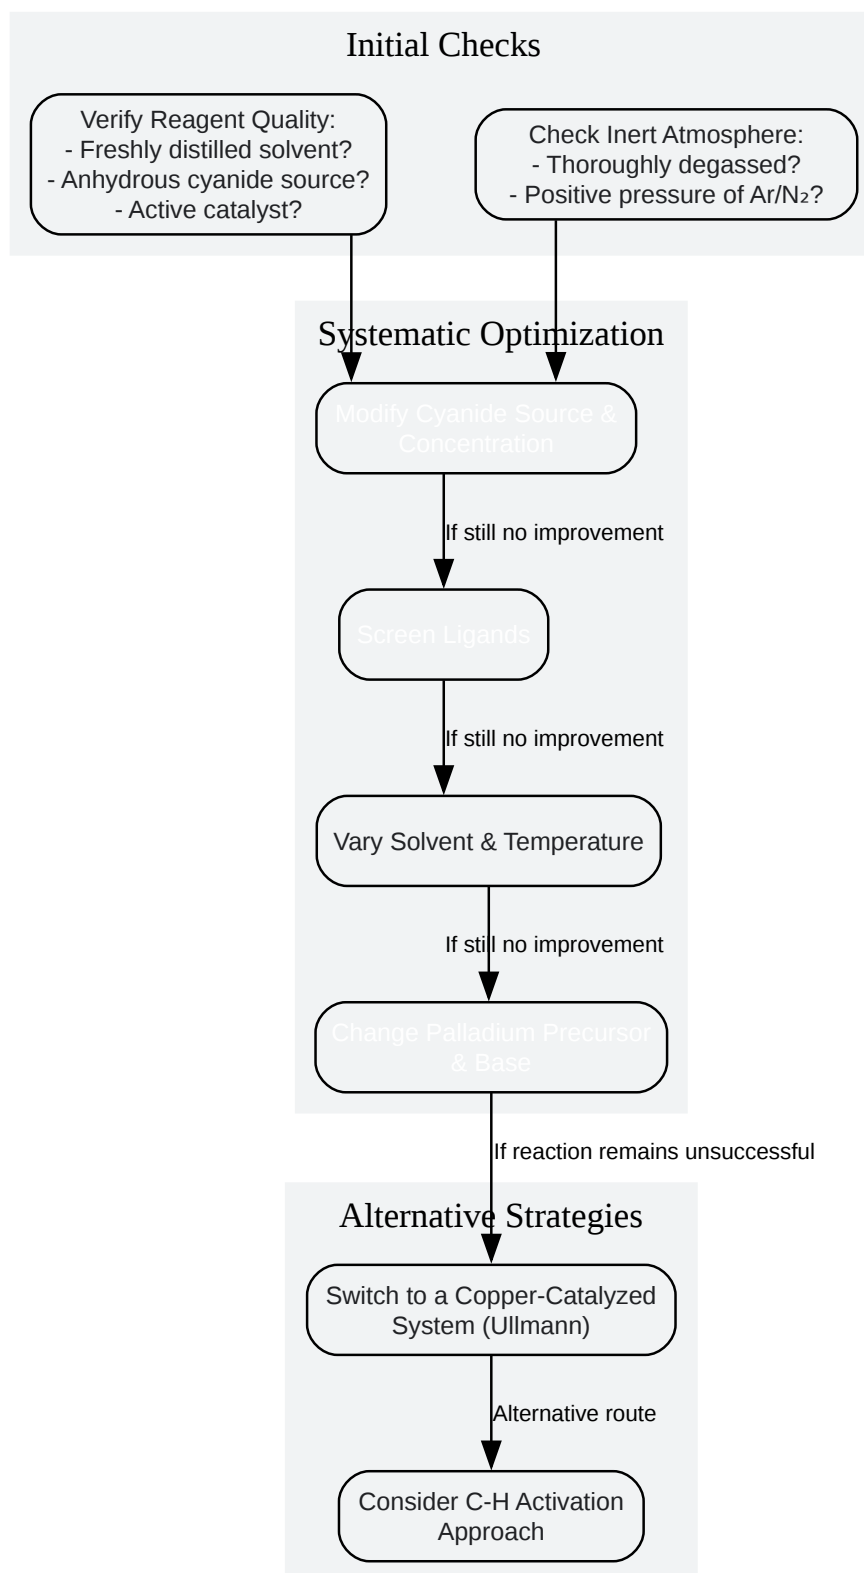 Initial Checks
Verify Reagent Quality:
- Freshly distilled solvent?
- Anhydrous cyanide source?
- Active catalyst?
Check Inert Atmosphere:
- Thoroughly degassed?
- Positive pressure of Ar/N₂?
Systematic Optimization
Modify Cyanide Source &
Concentration
If still no improvement
Screen Ligands
If still no improvement
Vary Solvent & Temperature
If still no improvement
Change Palladium Precursor
& Base
If reaction remains unsuccessful
Alternative Strategies
Switch to a Copper-Catalyzed
System (Ullmann)
Alternative route
Consider C-H Activation
Approach